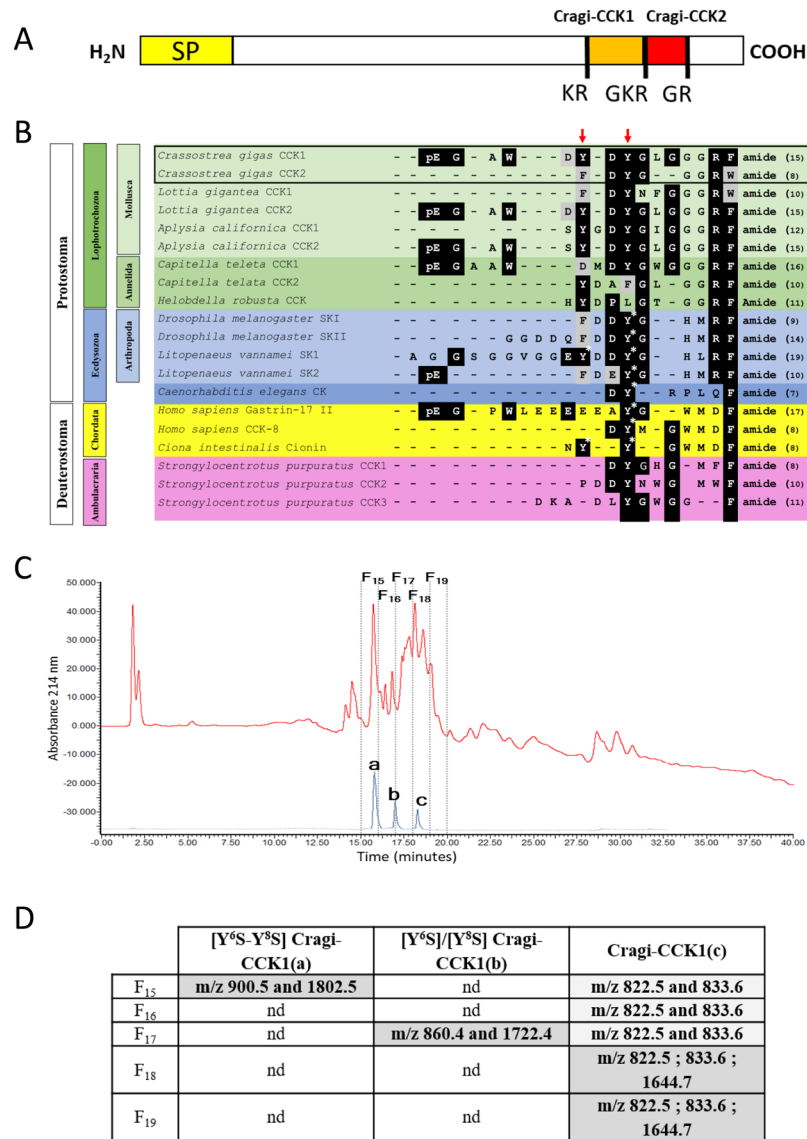 A
Cragi-CCK1 Cragi-CCK2
H2N SP COOH
KR GKR GR
B
Protostoma
Deuterostoma
Lophotrochozoa
Ecdysozoa
Chordata
Ambulacraria
Mollusca
Annelida
Arthropoda
Crassostrea gigas CCK1 - - pE G - A W - - - D Y - D Y G L G G G R F amide (15)
Crassostrea gigas CCK2 - - - - - - - - - - - F - D Y G - - G G R W amide (8)
Lottia gigantea CCK1 - - - - - - - - - - - F - D Y N F G G G R W amide (10)
Lottia gigantea CCK2 - - pE G - A W - - - D Y - D Y G L G G G R F amide (15)
Aplysia californica CCK1 - - - - - - - - - - S Y G D Y G I G G G R F amide (12)
Aplysia californica CCK2 - - pE G - A W - - - S Y - D Y G L G G G R F amide (15)
Capitella teleta CCK1 - - pE G A A W - - - - D M D Y G W G G G R F amide (16)
Capitella teleta CCK2 - - - - - - - - - - - Y D A F G L - G G R F amide (10)
Helobdella robusta CCK - - - - - - - - - - H Y D P L G T - G G R F amide (11)
Drosophila melanogaster SKI - - - - - - - - - - - F D D Y* G - - H M R F amide (9)
Drosophila melanogaster SKII - - - - - - G G D D Q F D D Y* G - - H M R F amide (14)
Litopenaeus vannamei SK1 - A G G S G G V G G E Y* D D Y* G - - H L R F amide (19)
Litopenaeus vannamei SK2 - - pE - - - - - - - - F D E Y* G - - H M R F amide (10)
Caenorhabditis elegans CK - - - - - - - - - - - - - D Y* - - R P L Q F amide (7)
Homo sapiens Gastrin-17 II - - pE G - P W L E E E E E A Y* G - - W M D F amide (17)
Homo sapiens CCK-8 - - - - - - - - - - - - - D Y* M - G W M D F amide (8)
Ciona intestinalis Cionin - - - - - - - - - - N Y* - - Y* G - - W M D F amide (8)
Strongylocentrotus purpuratus CCK1 - - - - - - - - - - - - - D Y G H G - M F F amide (8)
Strongylocentrotus purpuratus CCK2 - - - - - - - - - - - P D D Y N W G - M W F amide (10)
Strongylocentrotus purpuratus CCK3 - - - - - - - - D K A - D L Y G W G G - - F amide (11)
C
F15 F17 F19
F16 F18
50.000
40.000
30.000
20.000
10.000
0.000
-10.000
-20.000
-30.000
Absorbance 214 nm
a
b
c
-0.00 2.50 5.00 7.50 10.00 12.50 15.00 17.50 20.00 22.50 25.00 27.50 30.00 32.50 35.00 37.50 40.00
Time (minutes)
D
[Y⁶S-Y⁸S] Cragi-CCK1(a) [Y⁶S]/[Y⁸S] Cragi-CCK1(b) Cragi-CCK1(c)
F15 m/z 900.5 and 1802.5 nd m/z 822.5 and 833.6
F16 nd nd m/z 822.5 and 833.6
F17 nd m/z 860.4 and 1722.4 m/z 822.5 and 833.6
F18 nd nd m/z 822.5 ; 833.6 ; 1644.7
F19 nd nd m/z 822.5 ; 833.6 ; 1644.7